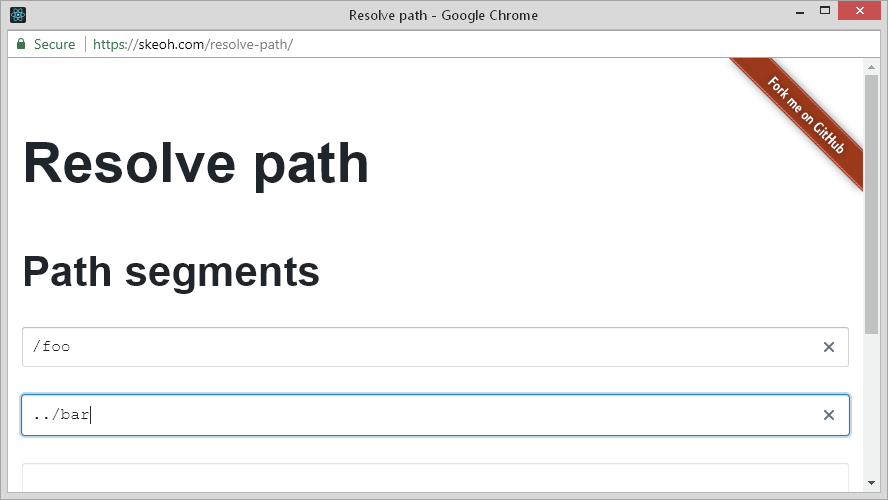 Resolve path - Google Chrome
Secure https://skeoh.com/resolve-path/
Fork me on GitHub
Resolve path
Path segments
/foo
../bar